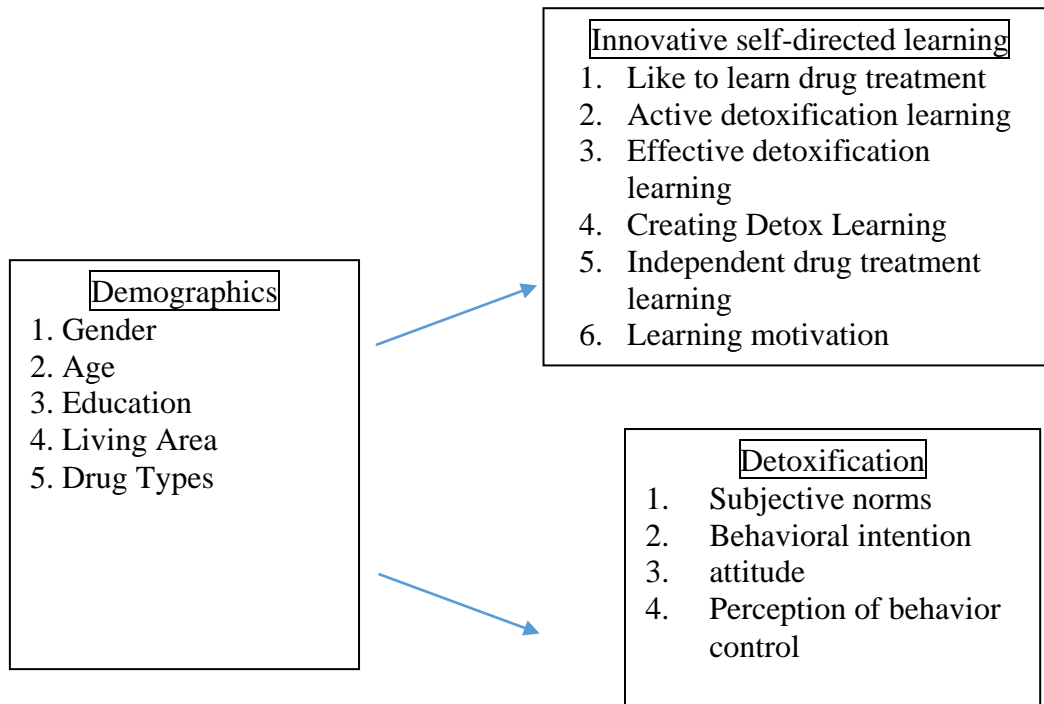 Innovative self-directed learning
1. Like to learn drug treatment
2. Active detoxification learning
3. Effective detoxification
learning
4. Creating Detox Learning
5. Independent drug treatment
learning
6. Learning motivation
Demographics
1. Gender
2. Age
3. Education
4. Living Area
5. Drug Types
Detoxification
1. Subjective norms
2. Behavioral intention
3. attitude
4. Perception of behavior
control